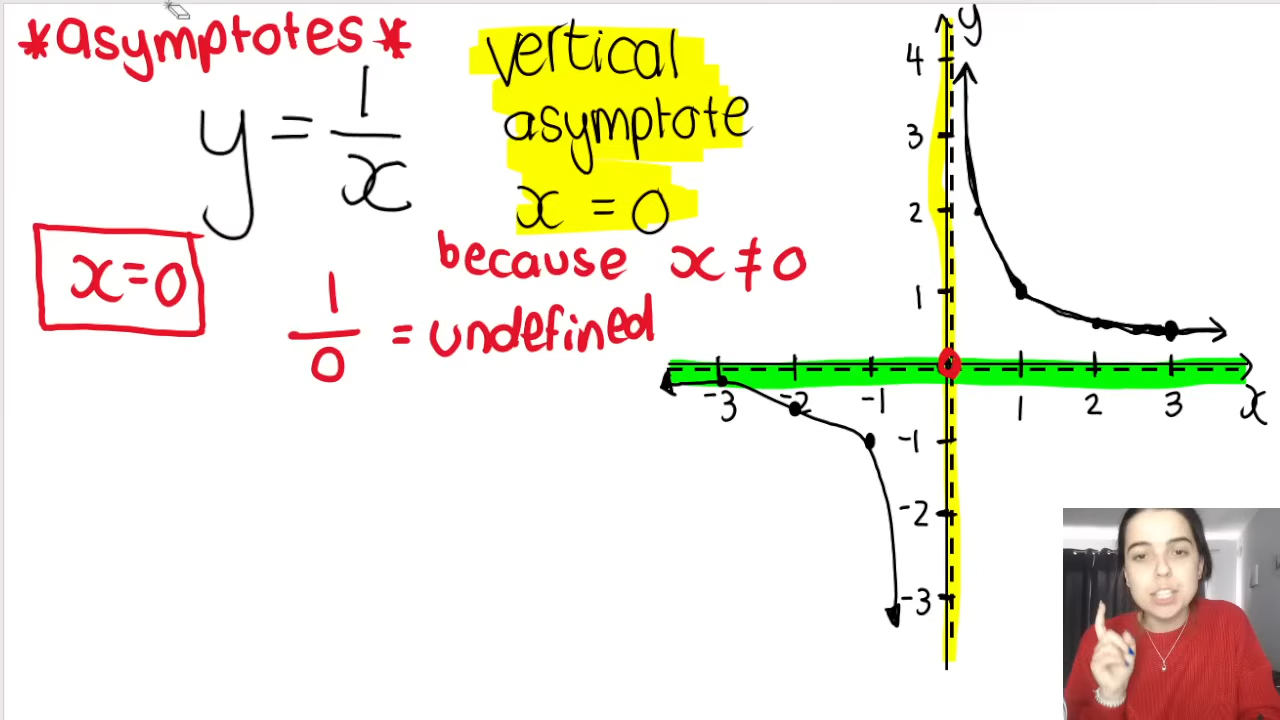 *asymptotes*
y = 1/x
vertical
asymptote
x = 0
because x ≠ 0
x=0
1/0 = undefined
y
4
3
2
1
-3 -2 -1 1 2 3 x
-1
-2
-3